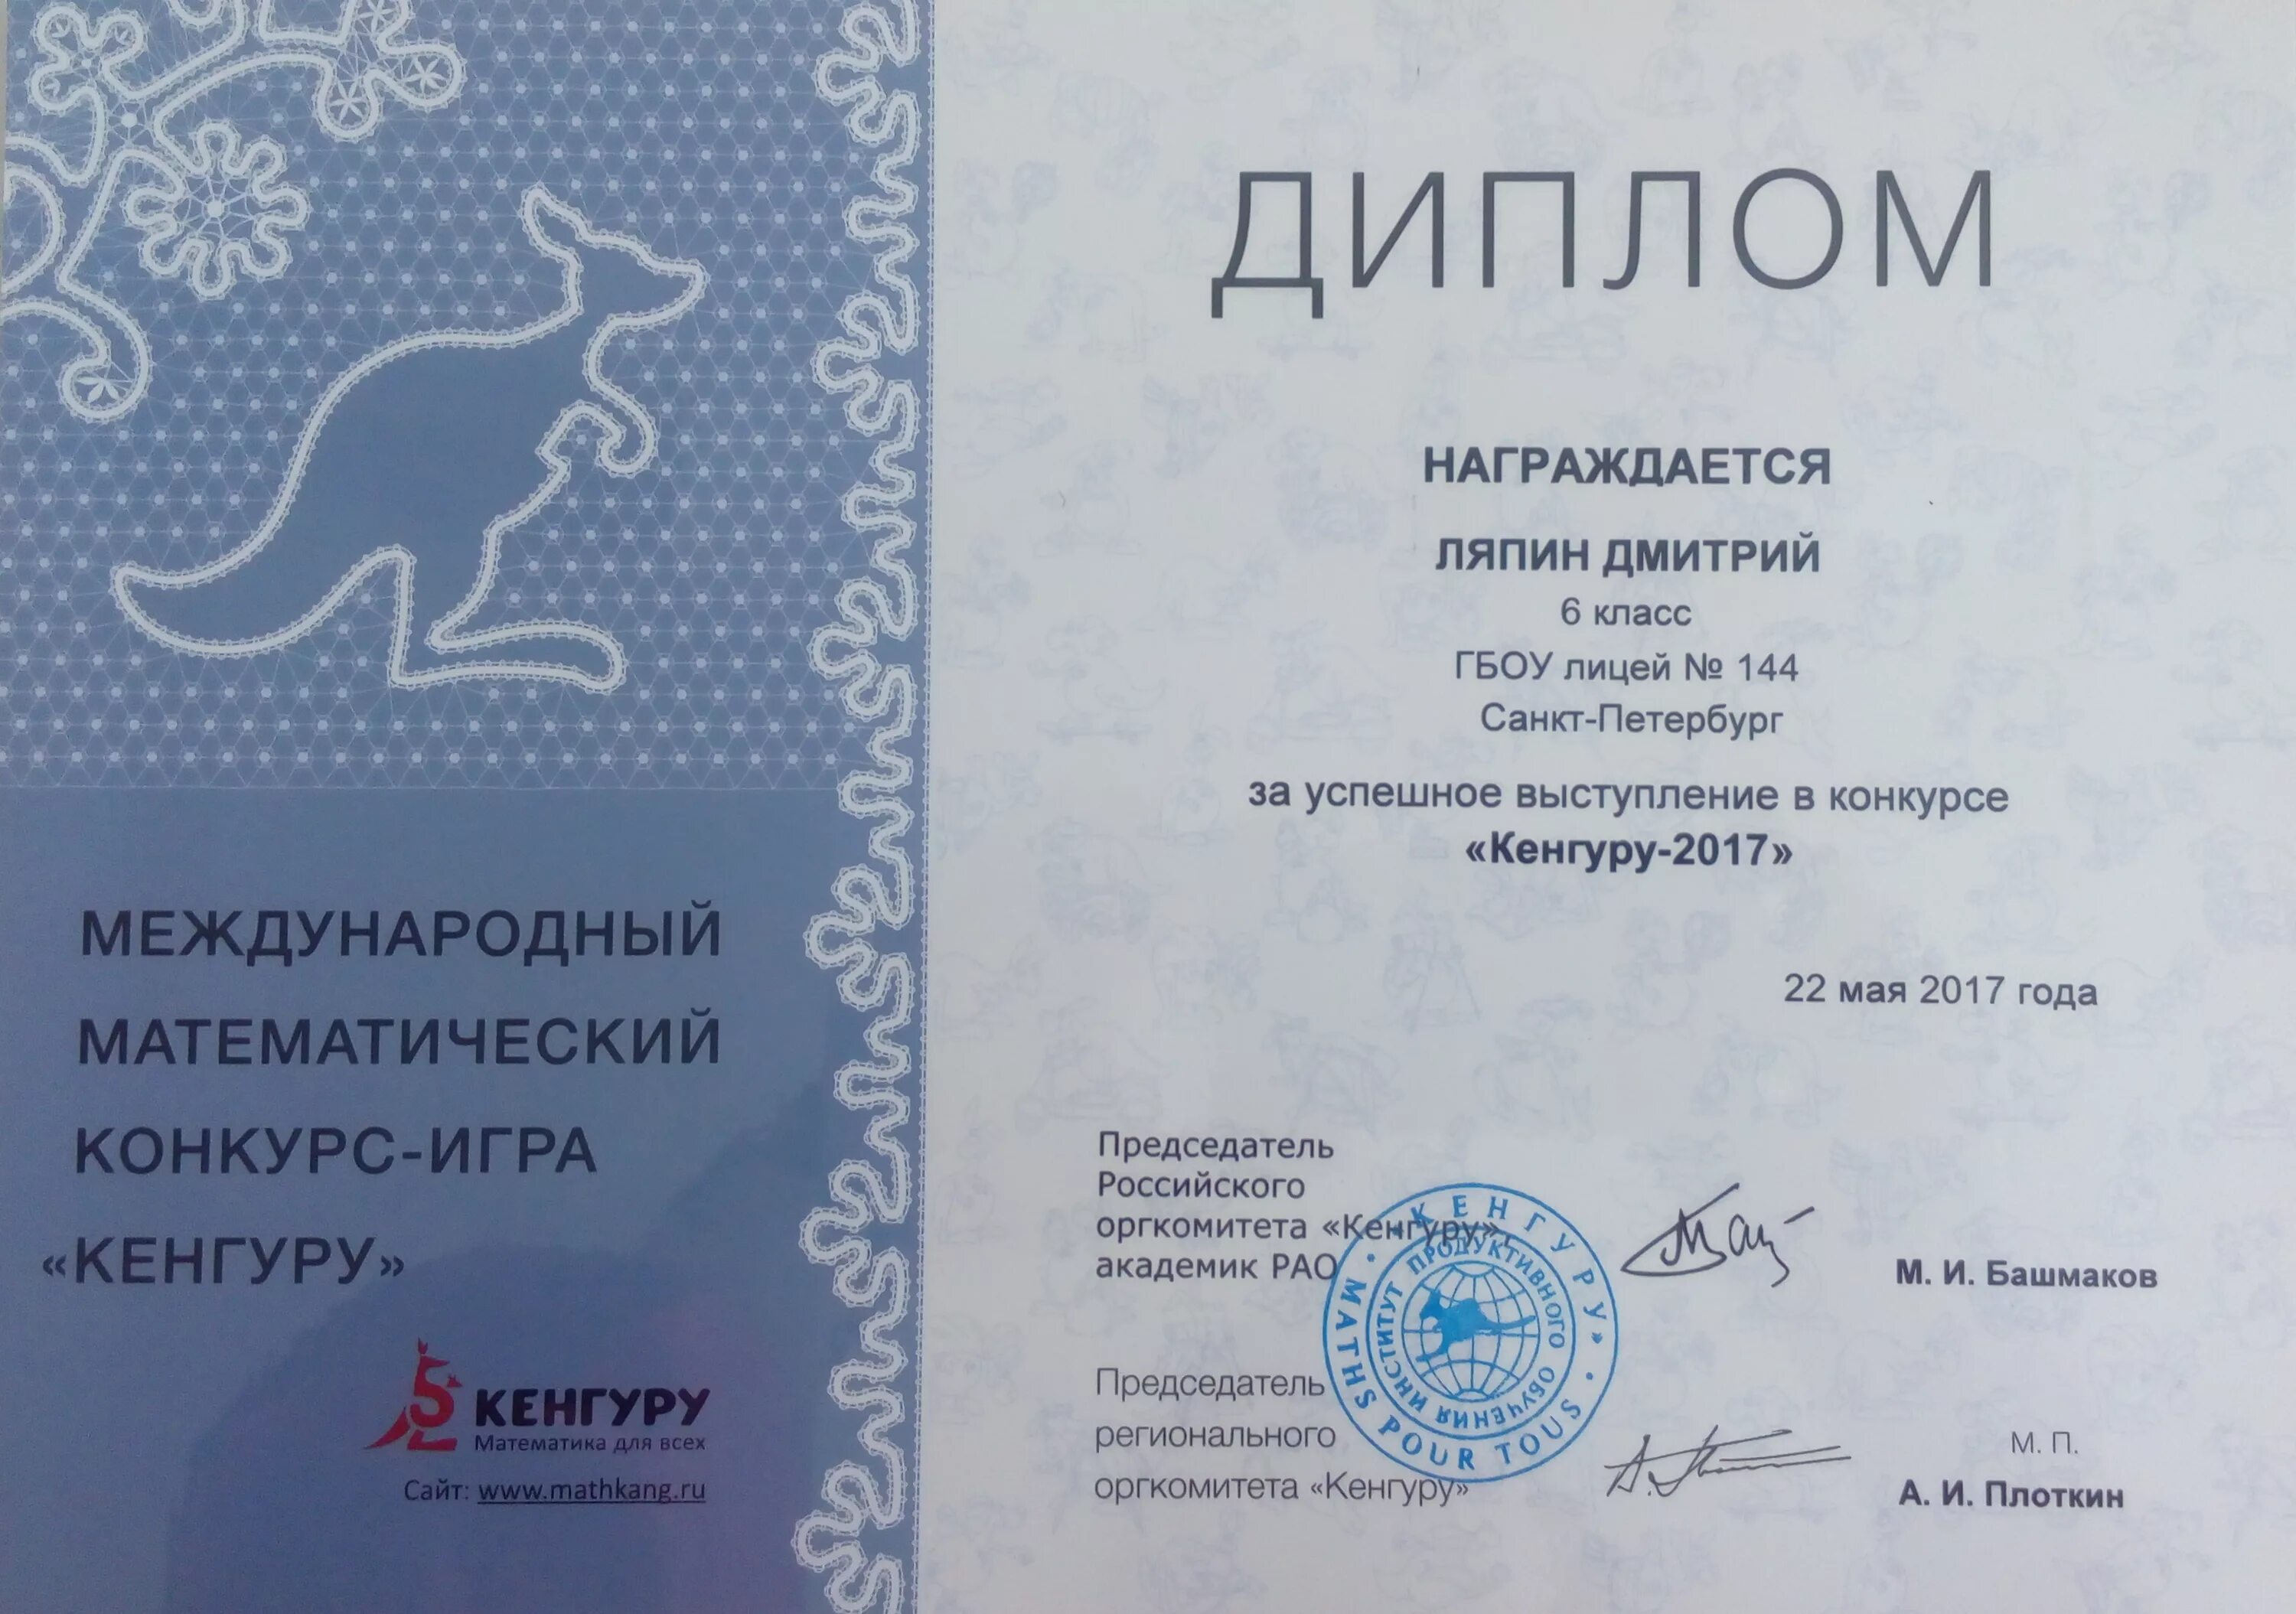 МЕЖДУНАРОДНЫЙ
МАТЕМАТИЧЕСКИЙ
КОНКУРС-ИГРА
«КЕНГУРУ»
КЕНГУРУ
Математика для всех
Сайт: www.mathkang.ru
ДИПЛОМ
НАГРАЖДАЕТСЯ
ЛЯПИН ДМИТРИЙ
6 класс
ГБОУ лицей № 144
Санкт-Петербург
за успешное выступление в конкурсе
«Кенгуру-2017»
22 мая 2017 года
Председатель
Российского
оргкомитета «Кенгуру»,
академик РАО
М. И. Башмаков
«КЕНГУРУ» • MATHS POUR TOUS •
ИНСТИТУТ ПРОДУКТИВНОГО ОБУЧЕНИЯ
Председатель
регионального
оргкомитета «Кенгуру»
М. П.
А. И. Плоткин